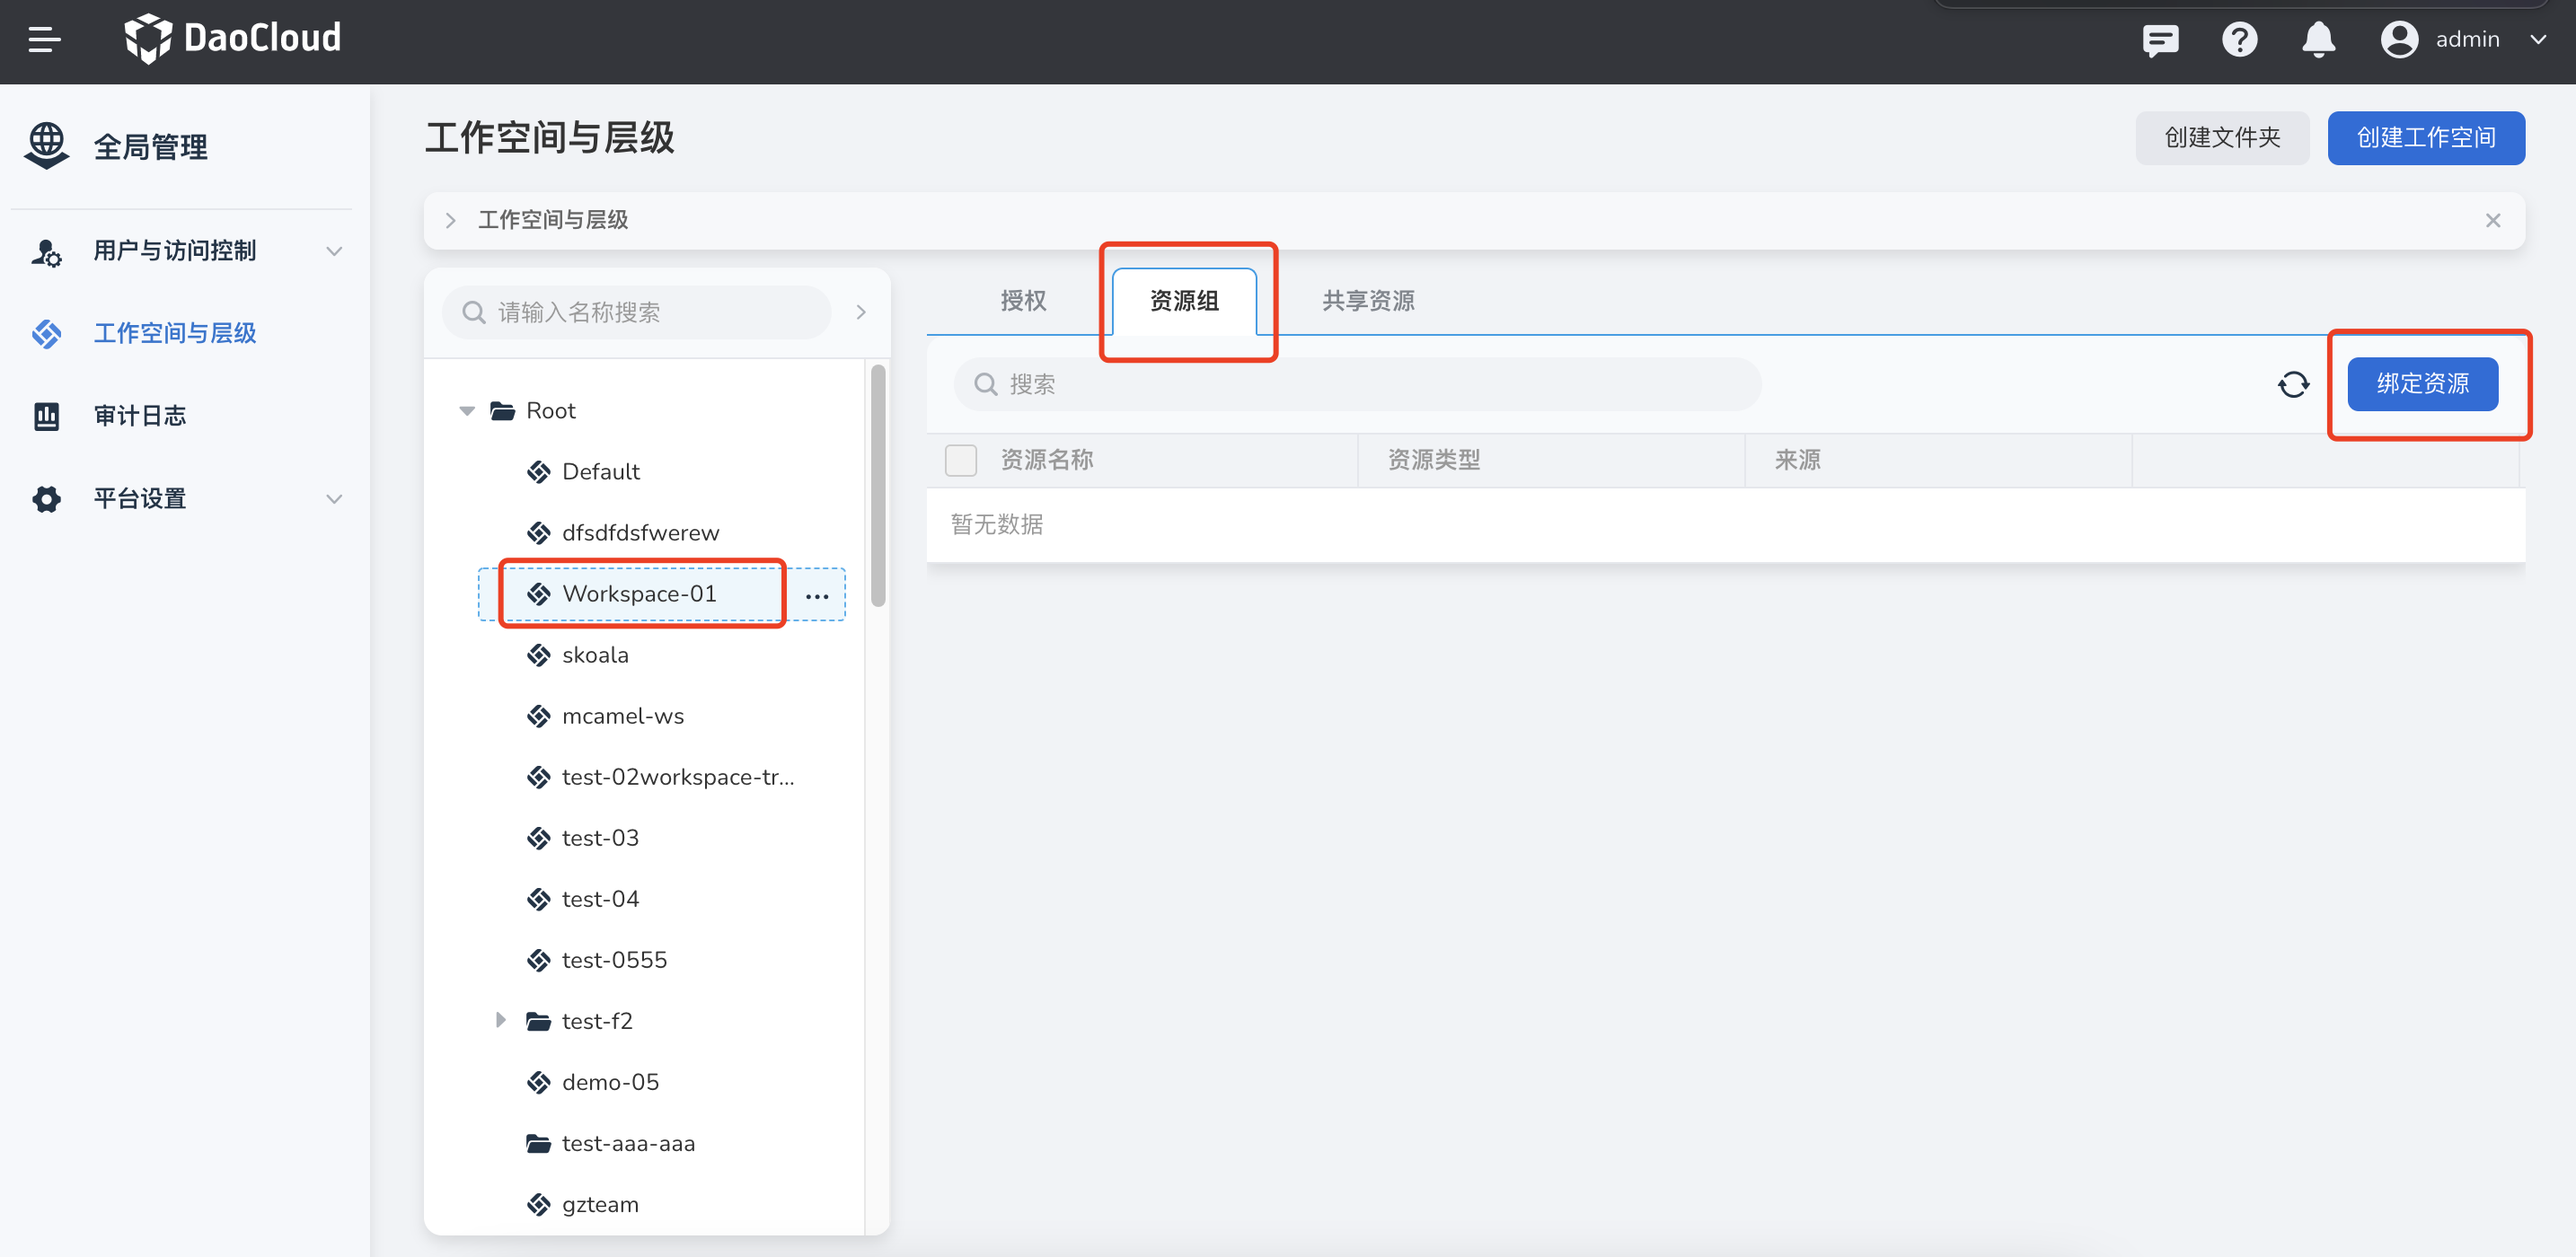 DaoCloud
admin
全局管理
用户与访问控制
工作空间与层级
审计日志
平台设置
工作空间与层级
创建文件夹
创建工作空间
工作空间与层级
请输入名称搜索
Root
Default
dfsdfdsfwerew
Workspace-01
skoala
mcamel-ws
test-02workspace-tr...
test-03
test-04
test-0555
test-f2
demo-05
test-aaa-aaa
gzteam
授权
资源组
共享资源
搜索
绑定资源
资源名称
资源类型
来源
暂无数据